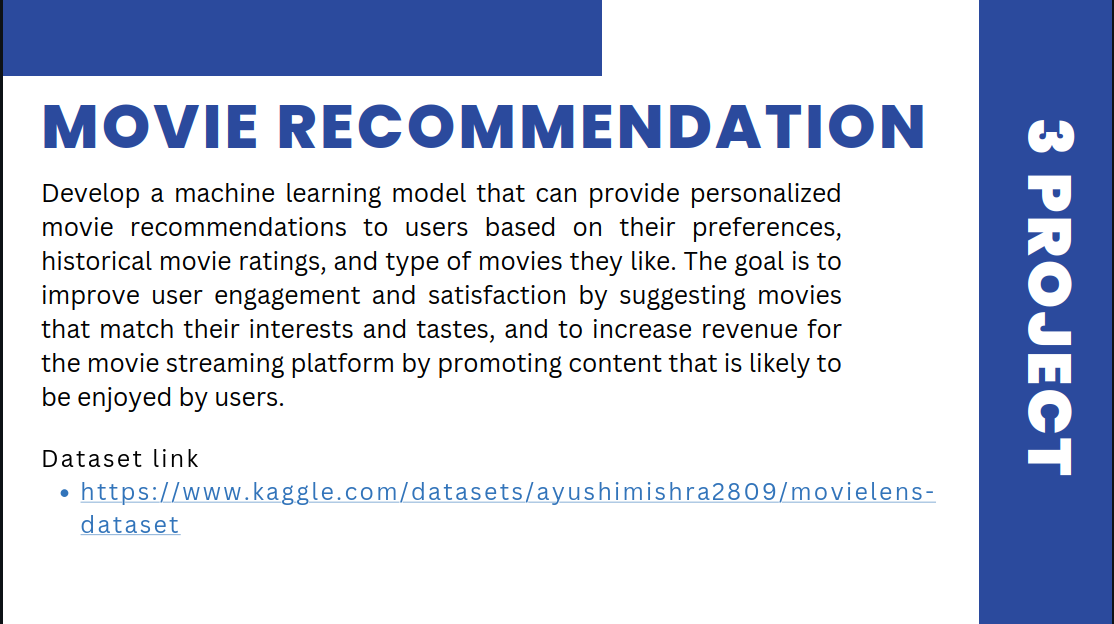 MOVIE RECOMMENDATION
Develop a machine learning model that can provide personalized
movie recommendations to users based on their preferences,
historical movie ratings, and type of movies they like. The goal is to
improve user engagement and satisfaction by suggesting movies
that match their interests and tastes, and to increase revenue for
the movie streaming platform by promoting content that is likely to
be enjoyed by users.
Dataset link
• https://www.kaggle.com/datasets/ayushimishra2809/movielens-
dataset
3 PROJECT